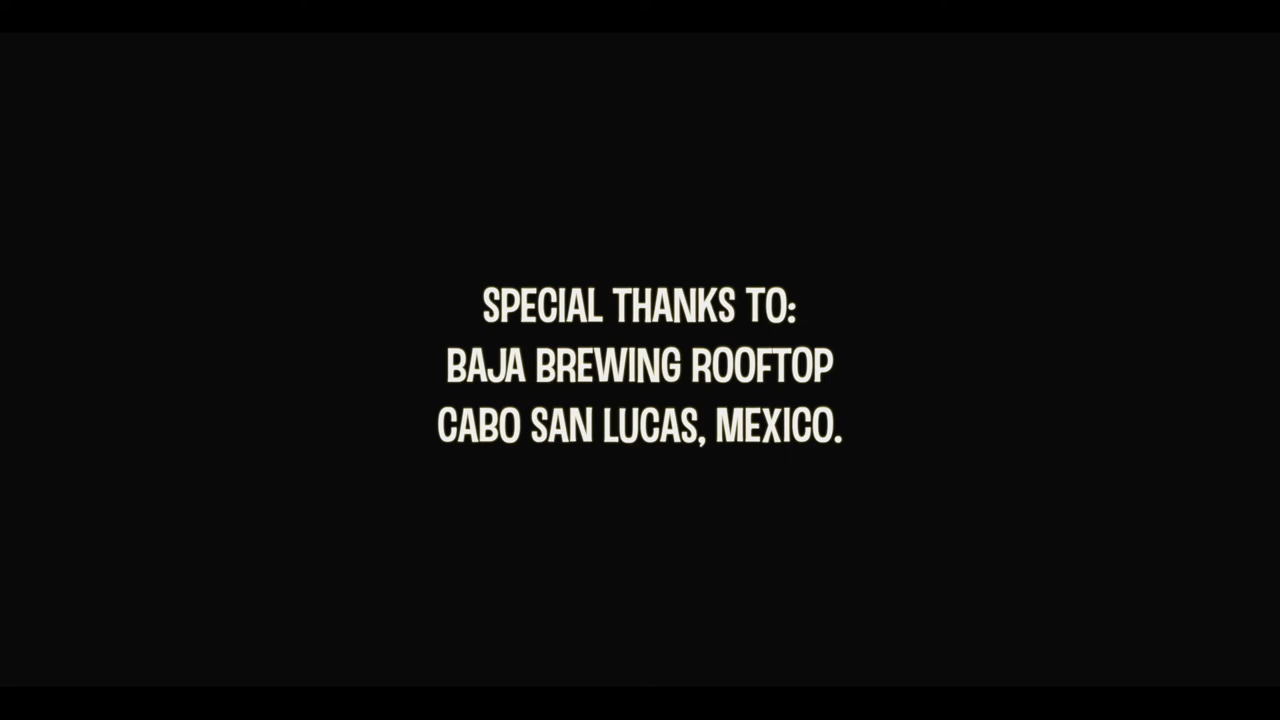 SPECIAL THANKS TO:
BAJA BREWING ROOFTOP
CABO SAN LUCAS, MEXICO.